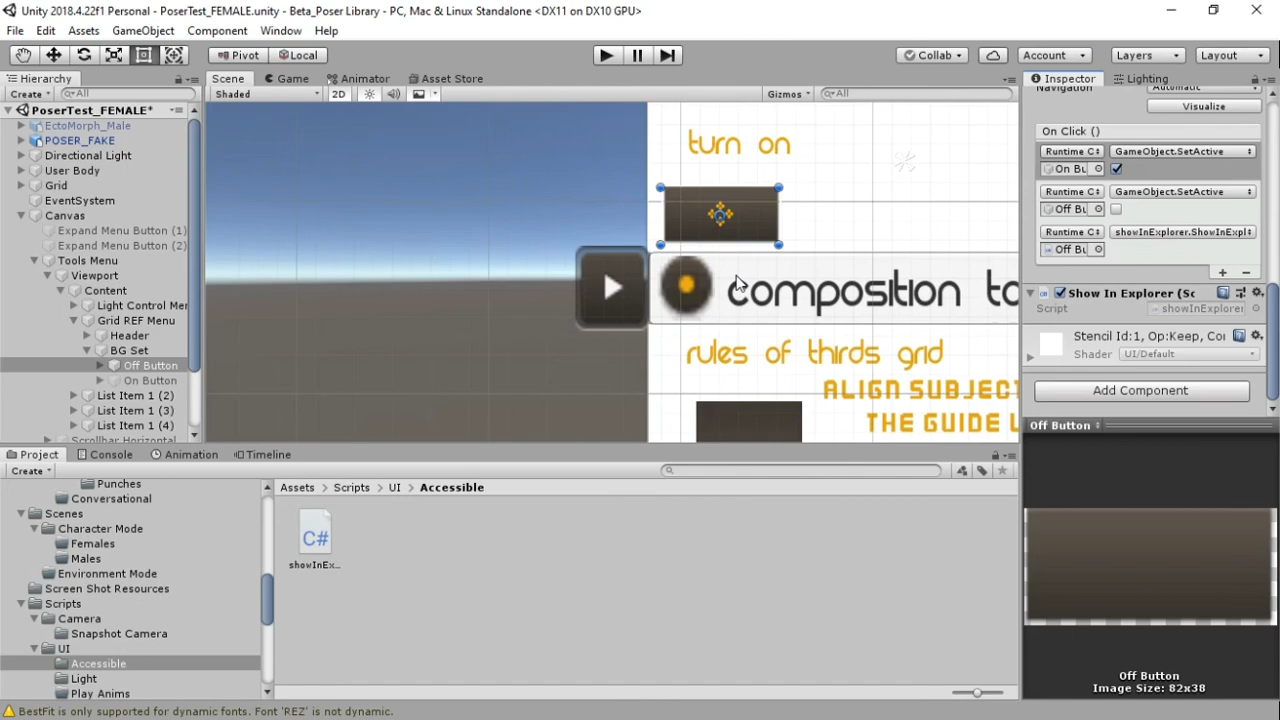 Unity 2018.4.22f1 Personal - PoserTest_FEMALE.unity - Beta_Poser Library - PC, Mac & Linux Standalone <DX11 on DX10 GPU>
File Edit Assets GameObject Component Window Help
Pivot Local Collab Account Layers Layout
Hierarchy Scene Game Animator Asset Store Inspector Lighting
Create All Shaded 2D Gizmos All Navigation Automatic
Visualize
PoserTest_FEMALE*
EctoMorph_Male
POSER_FAKE
Directional Light
User Body
Grid
EventSystem
Canvas
Expand Menu Button (1)
Expand Menu Button (2)
Tools Menu
Viewport
Content
Light Control Mer
Grid REF Menu
Header
BG Set
Off Button
On Button
List Item 1 (2)
List Item 1 (3)
List Item 1 (4)
Scrollbar Horizontal
turn on
composition to
rules of thirds grid
ALIGN SUBJECT
THE GUIDE L
On Click ()
Runtime C GameObject.SetActive
On Bu
Runtime C GameObject.SetActive
Off Bu
Runtime C showInExplorer.ShowInExpl
Off Bu
Show In Explorer (Sc
Script showInExplorer
Stencil Id:1, Op:Keep, Cor
Shader UI/Default
Add Component
Off Button
Off Button
Image Size: 82x38
Project Console Animation Timeline
Create
Punches
Conversational
Scenes
Character Mode
Females
Males
Environment Mode
Screen Shot Resources
Scripts
Camera
Snapshot Camera
UI
Accessible
Light
Play Anims
Assets Scripts UI Accessible
C#
showInEx...
BestFit is only supported for dynamic fonts. Font 'REZ' is not dynamic.